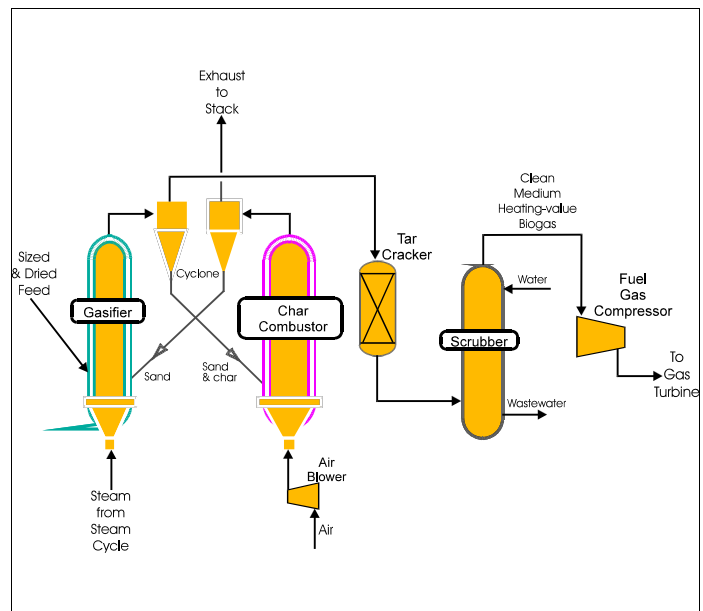 Exhaust
to
Stack
Clean
Medium
Heating-value
Biogas
Sized
& Dried
Feed
Cyclone
Tar
Cracker
Water
Fuel
Gas
Compressor
Gasifier
Char
Combustor
Scrubber
Sand
Sand
& char
To
Gas
Turbine
Wastewater
Steam
from
Steam
Cycle
Air
Blower
Air